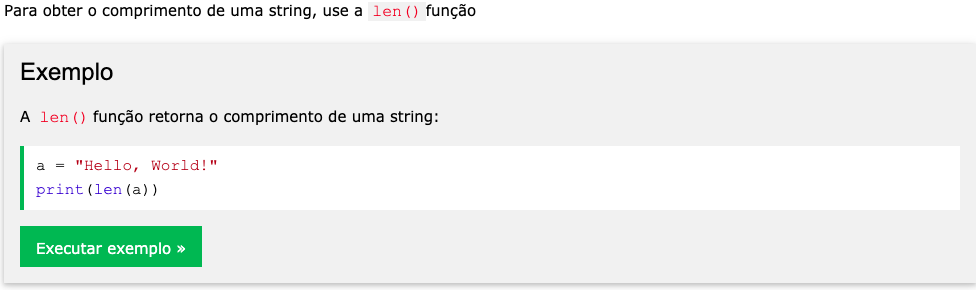 Para obter o comprimento de uma string, use a len() função
Exemplo
A len() função retorna o comprimento de uma string:
a = "Hello, World!"
print(len(a))
Executar exemplo »